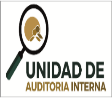 UNIDAD DE
AUDITORIA INTERNA